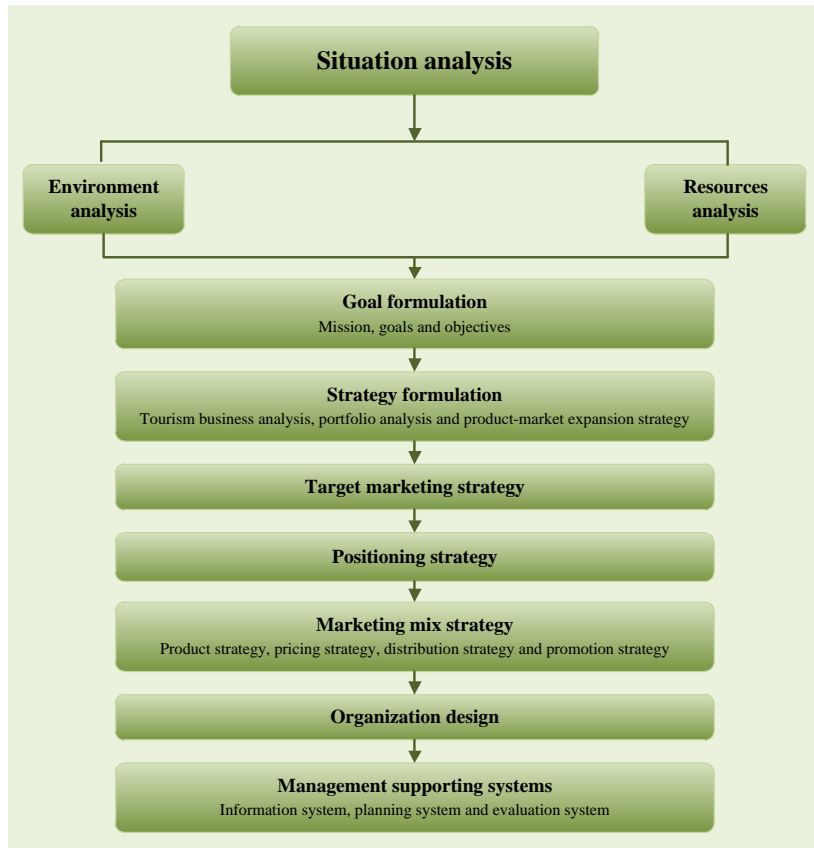 Situation analysis
Environment
analysis
Resources
analysis
Goal formulation
Mission, goals and objectives
Strategy formulation
Tourism business analysis, portfolio analysis and product-market expansion strategy
Target marketing strategy
Positioning strategy
Marketing mix strategy
Product strategy, pricing strategy, distribution strategy and promotion strategy
Organization design
Management supporting systems
Information system, planning system and evaluation system